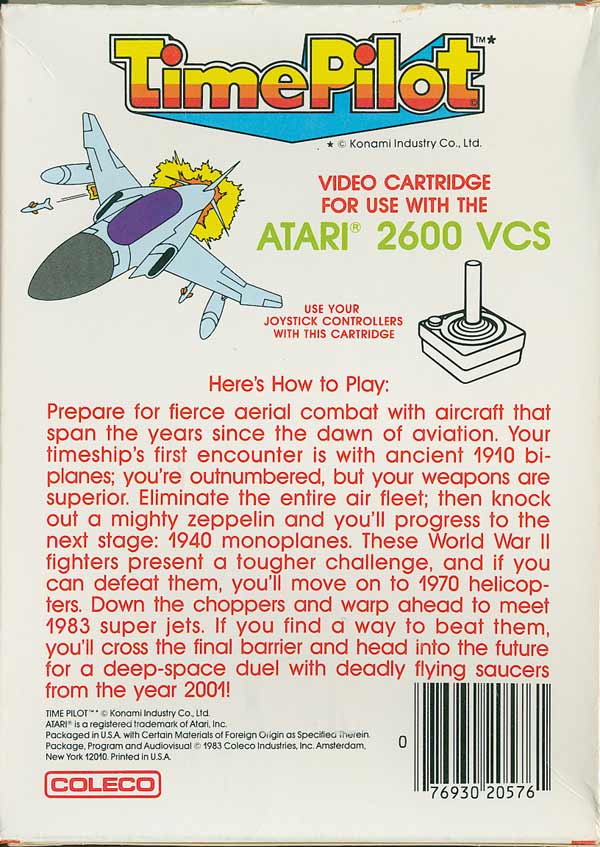 Time Pilot™*
©
* © Konami Industry Co., Ltd.
VIDEO CARTRIDGE
FOR USE WITH THE
ATARI® 2600 VCS
USE YOUR
JOYSTICK CONTROLLERS
WITH THIS CARTRIDGE
Here's How to Play:
Prepare for fierce aerial combat with aircraft that
span the years since the dawn of aviation. Your
timeship's first encounter is with ancient 1910 bi-
planes; you're outnumbered, but your weapons are
superior. Eliminate the entire air fleet; then knock
out a mighty zeppelin and you'll progress to the
next stage: 1940 monoplanes. These World War II
fighters present a tougher challenge, and if you
can defeat them, you'll move on to 1970 helicop-
ters. Down the choppers and warp ahead to meet
1983 super jets. If you find a way to beat them,
you'll cross the final barrier and head into the future
for a deep-space duel with deadly flying saucers
from the year 2001!
TIME PILOT™* © Konami Industry Co., Ltd.
ATARI® is a registered trademark of Atari, Inc.
Packaged in U.S.A. with Certain Materials of Foreign Origin as Specified Therein.
Package, Program and Audiovisual © 1983 Coleco Industries, Inc. Amsterdam,
New York 12010. Printed in U.S.A.
COLECO
0 76930 20576